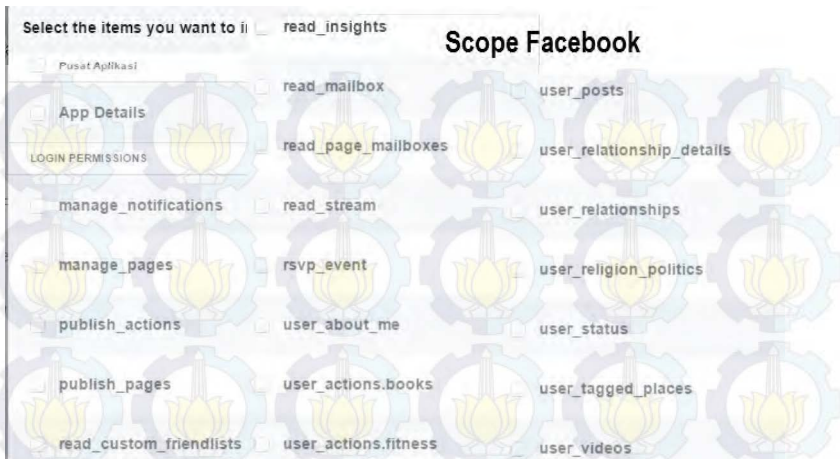 Select the items you want to i
Pusat Aplikasi
App Details
LOGIN PERMISSIONS
manage_notifications
manage_pages
publish_actions
publish_pages
read_custom_friendlists
read_insights
read_mailbox
read_page_mailboxes
read_stream
rsvp_event
user_about_me
user_actions.books
user_actions.fitness
Scope Facebook
user_posts
user_relationship_details
user_relationships
user_religion_politics
user_status
user_tagged_places
user_videos